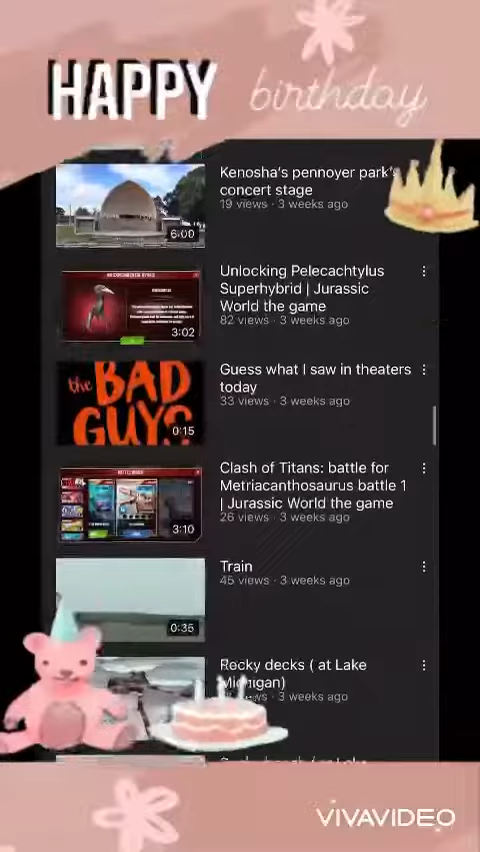 HAPPY birthday
Kenosha's pennoyer park's
concert stage
19 views · 3 weeks ago
6:00
Unlocking Pelecachtylus
Superhybrid | Jurassic
World the game
82 views · 3 weeks ago
3:02
Guess what I saw in theaters
today
33 views · 3 weeks ago
the BAD
GUYS
0:15
Clash of Titans: battle for
Metriacanthosaurus battle 1
| Jurassic World the game
26 views · 3 weeks ago
3:10
Train
45 views · 3 weeks ago
0:35
Rocky decks ( at Lake
Michigan)
views · 3 weeks ago
VIVAVIDEO